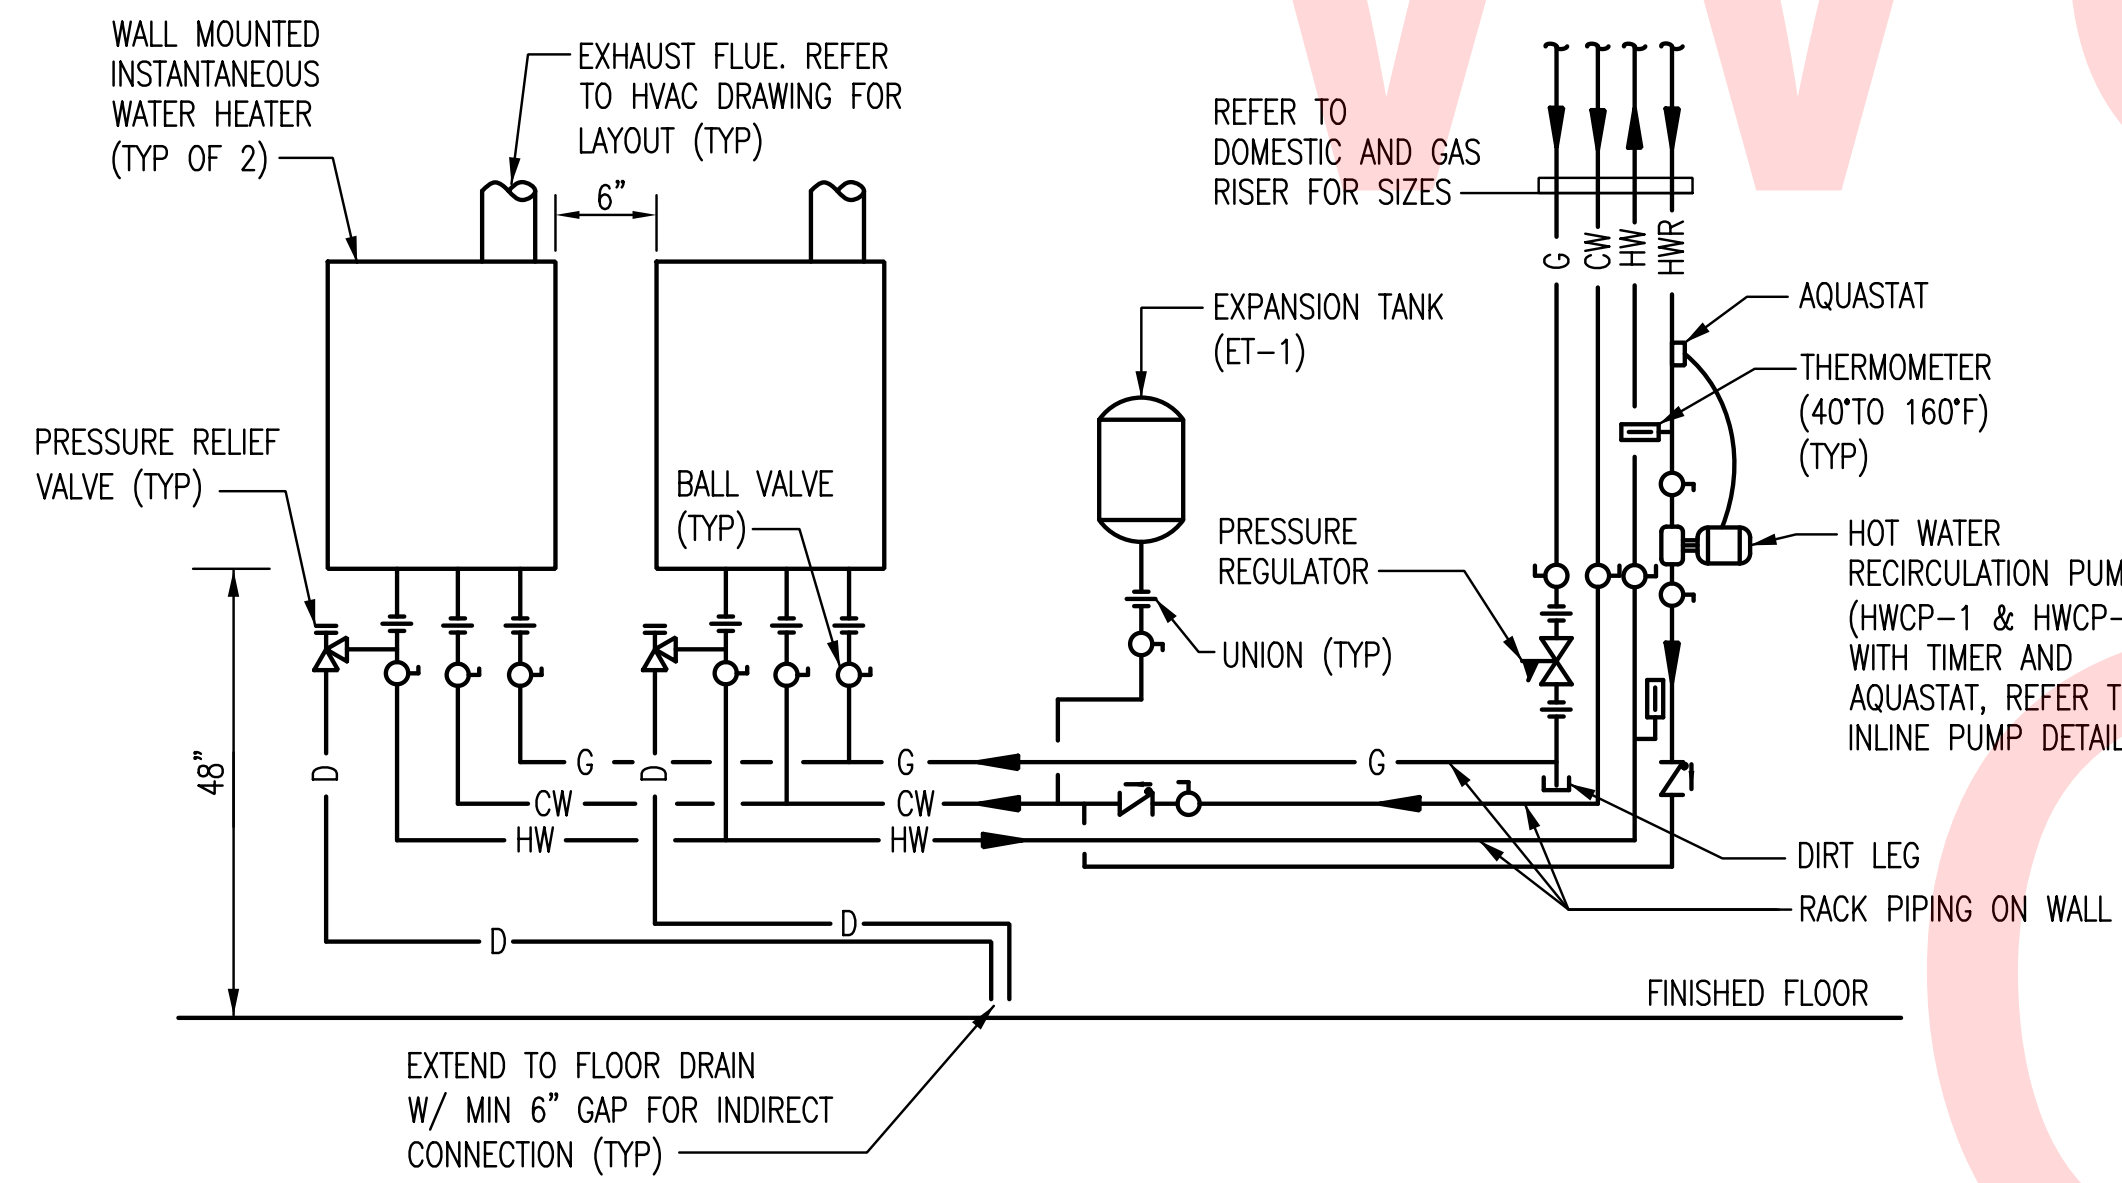 WALL MOUNTED
INSTANTANEOUS
WATER HEATER
(TYP OF 2)
EXHAUST FLUE. REFER
TO HVAC DRAWING FOR
LAYOUT (TYP)
6"
REFER TO
DOMESTIC AND GAS
RISER FOR SIZES
G
CW
HW
HWR
EXPANSION TANK
(ET-1)
AQUASTAT
THERMOMETER
(40°TO 160°F)
(TYP)
PRESSURE RELIEF
VALVE (TYP)
BALL VALVE
(TYP)
PRESSURE
REGULATOR
UNION (TYP)
HOT WATER
RECIRCULATION PUM
(HWCP-1 & HWCP-
WITH TIMER AND
AQUASTAT, REFER T
INLINE PUMP DETAIL
48"
D
G
D
G
G
CW
CW
HW
HW
DIRT LEG
RACK PIPING ON WALL
D
D
FINISHED FLOOR
EXTEND TO FLOOR DRAIN
W/ MIN 6" GAP FOR INDIRECT
CONNECTION (TYP)